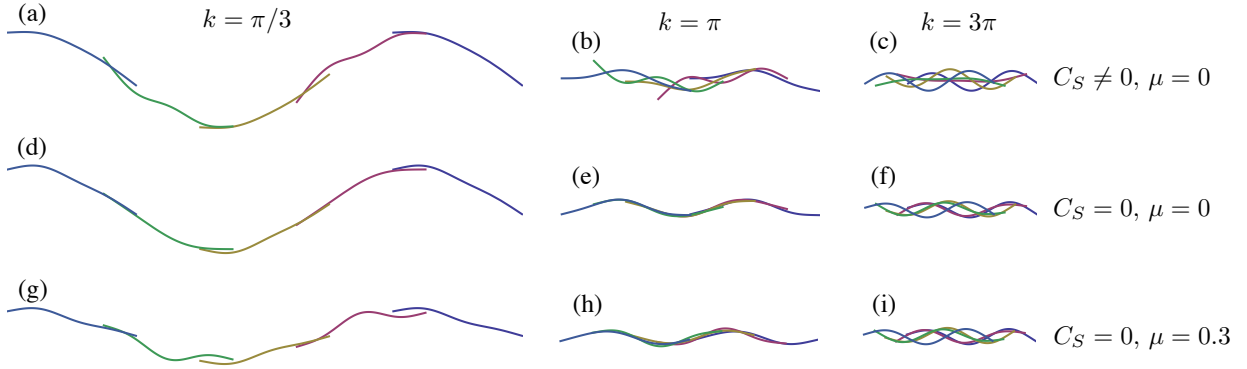 (a) k = π/3 k = π k = 3π
(b) (c) C_S ≠ 0, μ = 0
(d) (e) (f) C_S = 0, μ = 0
(g) (h) (i) C_S = 0, μ = 0.3